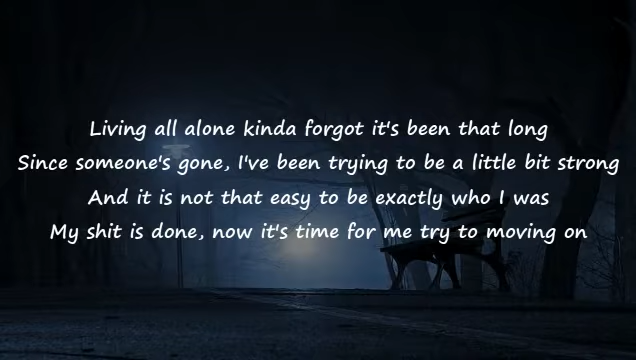 Living all alone kinda forgot it's been that long
Since someone's gone, I've been trying to be a little bit strong
And it is not that easy to be exactly who I was
My shit is done, now it's time for me try to moving on